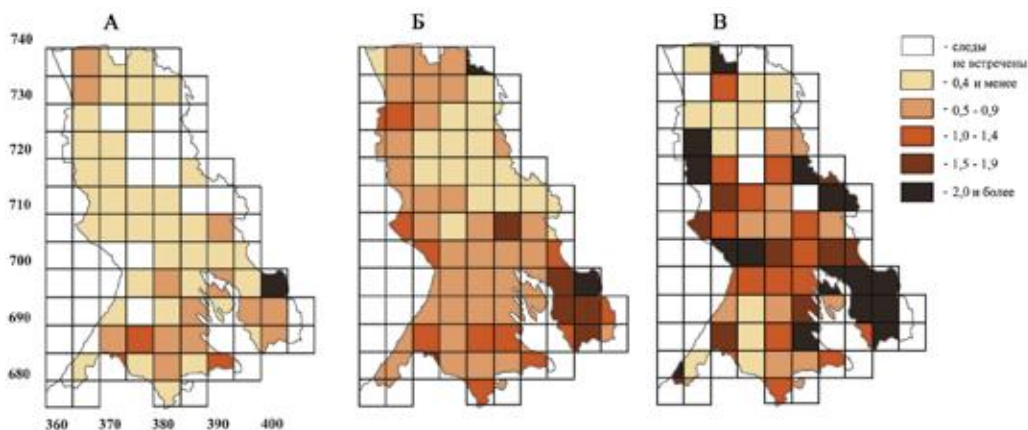 А
Б
В
740
730
720
710
700
690
680
360
370
380
390
400
- следы
не встречены
- 0,4 и менее
- 0,5 - 0,9
- 1,0 - 1,4
- 1,5 - 1,9
- 2,0 и более